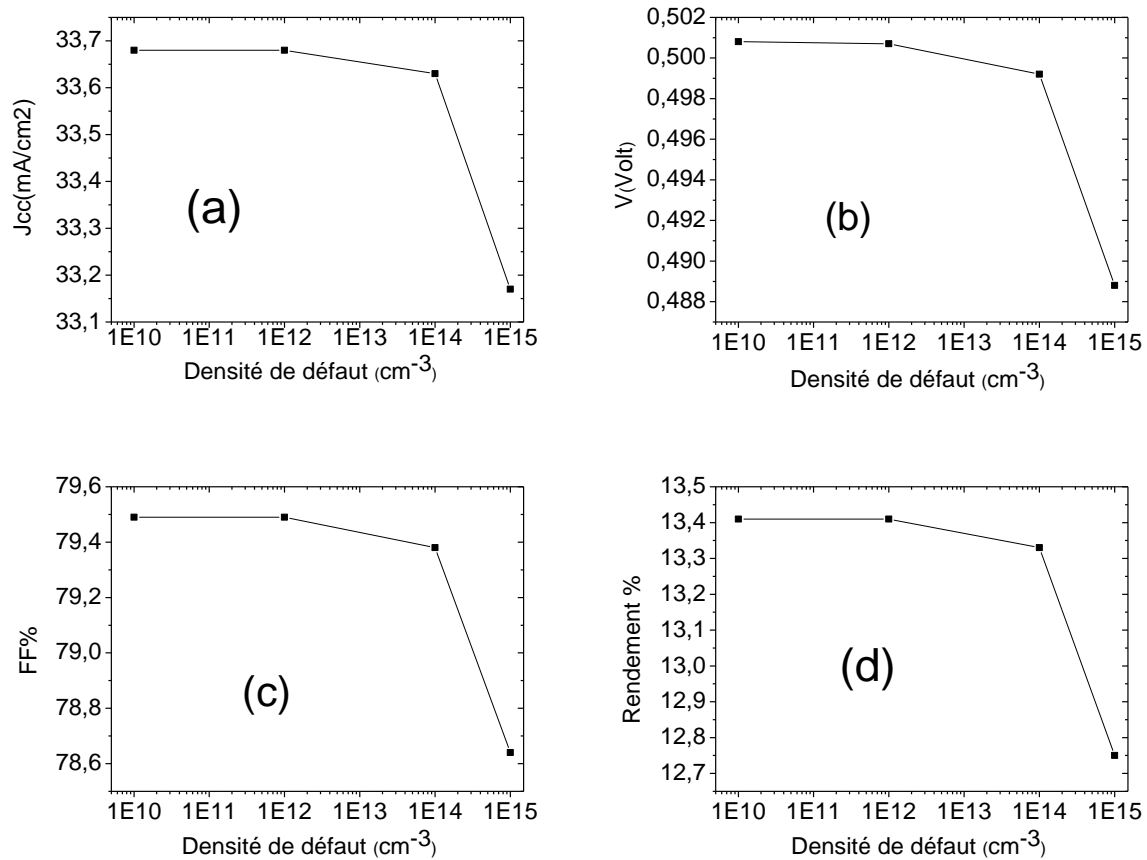 33,7
33,6
33,5
33,4
33,3
33,2
33,1
Jcc(mA/cm2)
(a)
1E10 1E11 1E12 1E13 1E14 1E15
Densité de défaut (cm-3)
0,502
0,500
0,498
0,496
0,494
0,492
0,490
0,488
V(Volt)
(b)
1E10 1E11 1E12 1E13 1E14 1E15
Densité de défaut (cm-3)
79,6
79,4
79,2
79,0
78,8
78,6
FF%
(c)
1E10 1E11 1E12 1E13 1E14 1E15
Densité de défaut (cm-3)
13,5
13,4
13,3
13,2
13,1
13,0
12,9
12,8
12,7
Rendement %
(d)
1E10 1E11 1E12 1E13 1E14 1E15
Densité de défaut (cm-3)